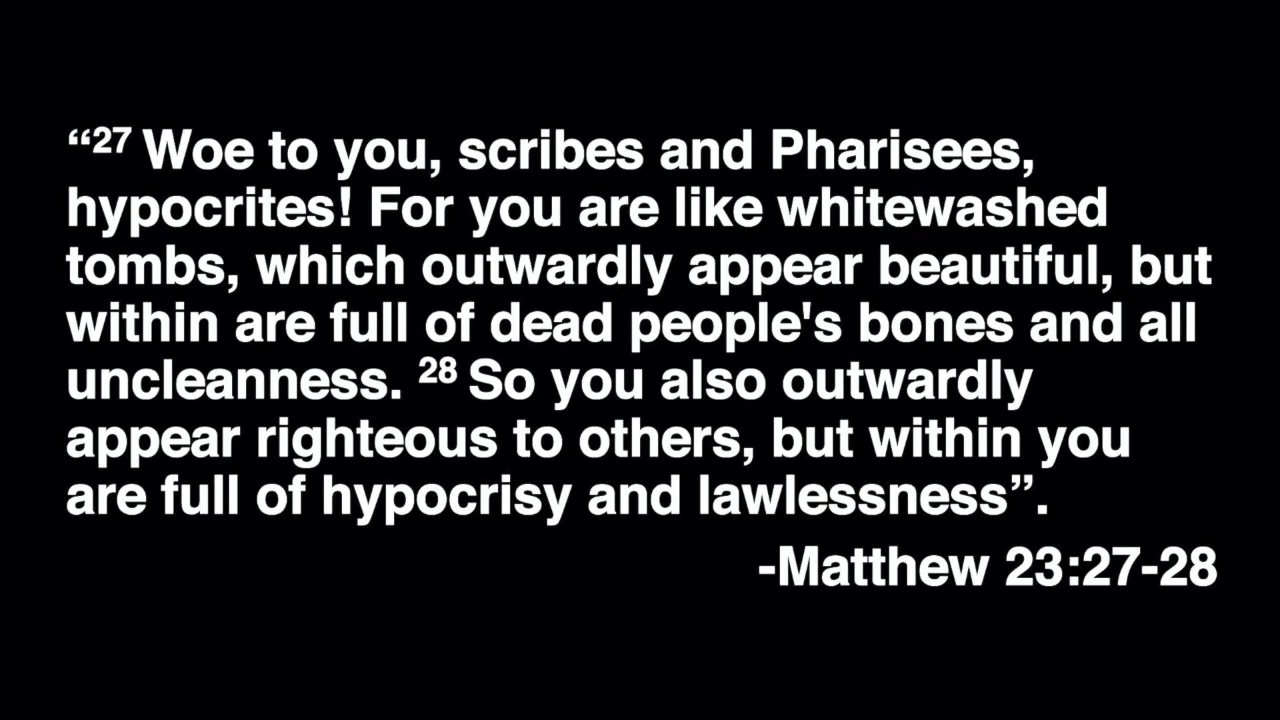 “27 Woe to you, scribes and Pharisees,
hypocrites! For you are like whitewashed
tombs, which outwardly appear beautiful, but
within are full of dead people's bones and all
uncleanness. 28 So you also outwardly
appear righteous to others, but within you
are full of hypocrisy and lawlessness”.
-Matthew 23:27-28